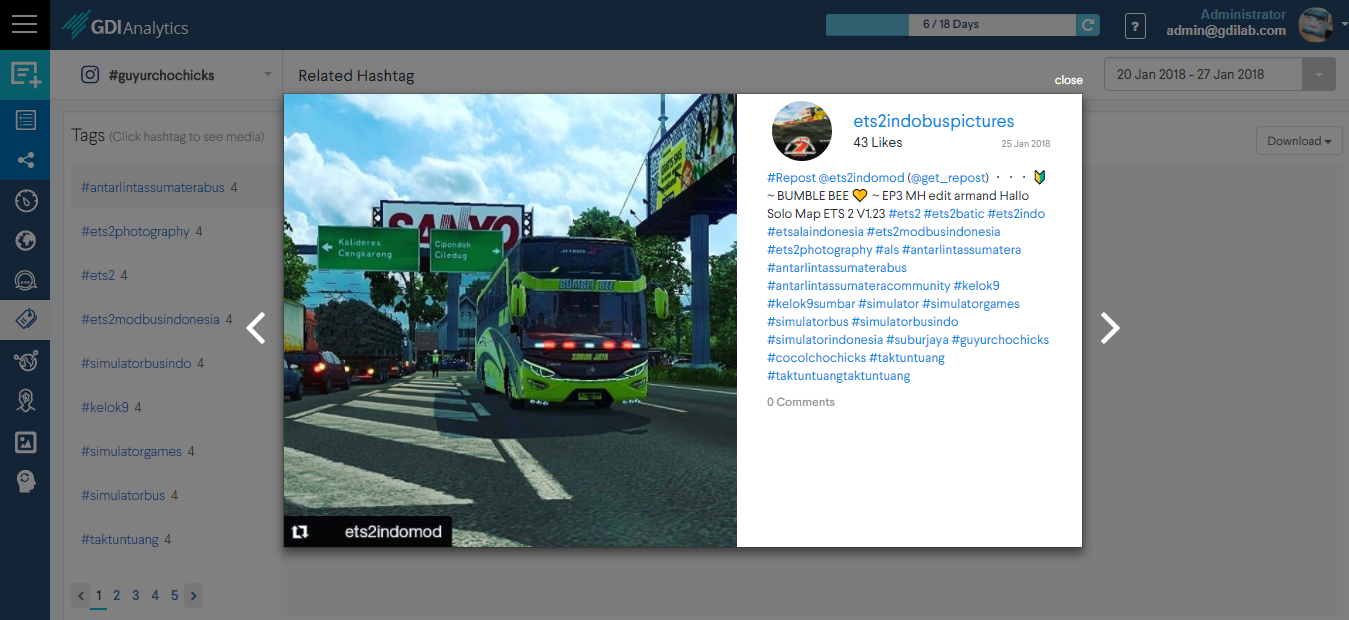 GDI Analytics
6 / 18 Days
?
Administrator
admin@gdilab.com
#guyurchochicks
Related Hashtag
close
20 Jan 2018 - 27 Jan 2018
Tags (Click hashtag to see media)
Download
#antarlintassumaterabus 4
#ets2photography 4
#ets2 4
#ets2modbusindonesia 4
#simulatorbusindo 4
#kelok9 4
#simulatorgames 4
#simulatorbus 4
#taktuntuang 4
1 2 3 4 5
SANYO
Kalideres
Cengkareng
Cipondoh
Ciledug
JETBUS
BUMBLE BEE
SUBUR JAYA
ets2indomod
ets2indobuspictures
43 Likes
25 Jan 2018
#Repost @ets2indomod (@get_repost) ・・・ 🔰
~ BUMBLE BEE 🧡 ~ EP3 MH edit armand Hallo
Solo Map ETS 2 V1.23 #ets2 #ets2batic #ets2indo
#etsalaindonesia #ets2modbusindonesia
#ets2photography #als #antarlintassumatera
#antarlintassumaterabus
#antarlintassumateracommunity #kelok9
#kelok9sumbar #simulator #simulatorgames
#simulatorbus #simulatorbusindo
#simulatorindonesia #suburjaya #guyurchochicks
#cocolchochicks #taktuntuang
#taktuntuangtaktuntuang
0 Comments